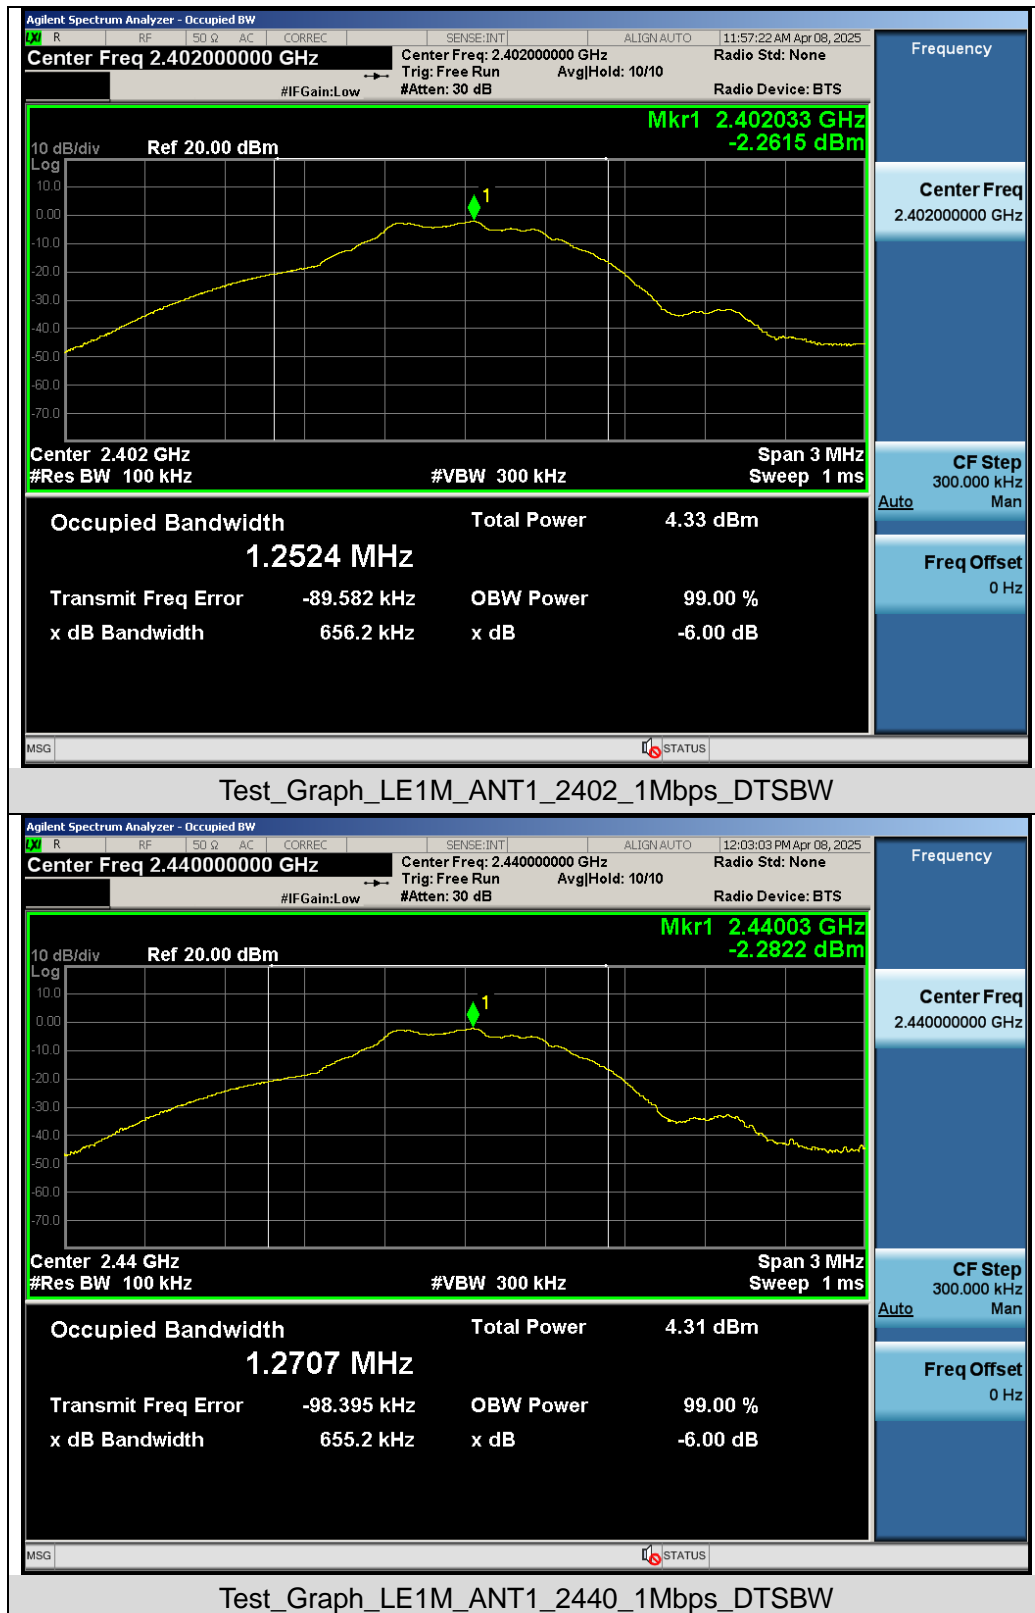 Agilent Spectrum Analyzer - Occupied BW
LXI R RF 50 Ω AC CORREC SENSE:INT ALIGN AUTO 11:57:22 AM Apr 08, 2025
Center Freq 2.402000000 GHz Center Freq: 2.402000000 GHz Radio Std: None
Trig: Free Run Avg|Hold: 10/10
#IFGain:Low #Atten: 30 dB Radio Device: BTS
Frequency
Mkr1 2.402033 GHz
-2.2615 dBm
10 dB/div Ref 20.00 dBm
Log
10.0
0.00
-10.0
-20.0
-30.0
-40.0
-50.0
-60.0
-70.0
1
Center 2.402 GHz Span 3 MHz
#Res BW 100 kHz #VBW 300 kHz Sweep 1 ms
Center Freq
2.402000000 GHz
CF Step
300.000 kHz
Auto Man
Freq Offset
0 Hz
Occupied Bandwidth Total Power 4.33 dBm
1.2524 MHz
Transmit Freq Error -89.582 kHz OBW Power 99.00 %
x dB Bandwidth 656.2 kHz x dB -6.00 dB
MSG STATUS
Test_Graph_LE1M_ANT1_2402_1Mbps_DTSBW
Agilent Spectrum Analyzer - Occupied BW
LXI R RF 50 Ω AC CORREC SENSE:INT ALIGN AUTO 12:03:03 PM Apr 08, 2025
Center Freq 2.440000000 GHz Center Freq: 2.440000000 GHz Radio Std: None
Trig: Free Run Avg|Hold: 10/10
#IFGain:Low #Atten: 30 dB Radio Device: BTS
Frequency
Mkr1 2.44003 GHz
-2.2822 dBm
10 dB/div Ref 20.00 dBm
Log
10.0
0.00
-10.0
-20.0
-30.0
-40.0
-50.0
-60.0
-70.0
1
Center 2.44 GHz Span 3 MHz
#Res BW 100 kHz #VBW 300 kHz Sweep 1 ms
Center Freq
2.440000000 GHz
CF Step
300.000 kHz
Auto Man
Freq Offset
0 Hz
Occupied Bandwidth Total Power 4.31 dBm
1.2707 MHz
Transmit Freq Error -98.395 kHz OBW Power 99.00 %
x dB Bandwidth 655.2 kHz x dB -6.00 dB
MSG STATUS
Test_Graph_LE1M_ANT1_2440_1Mbps_DTSBW